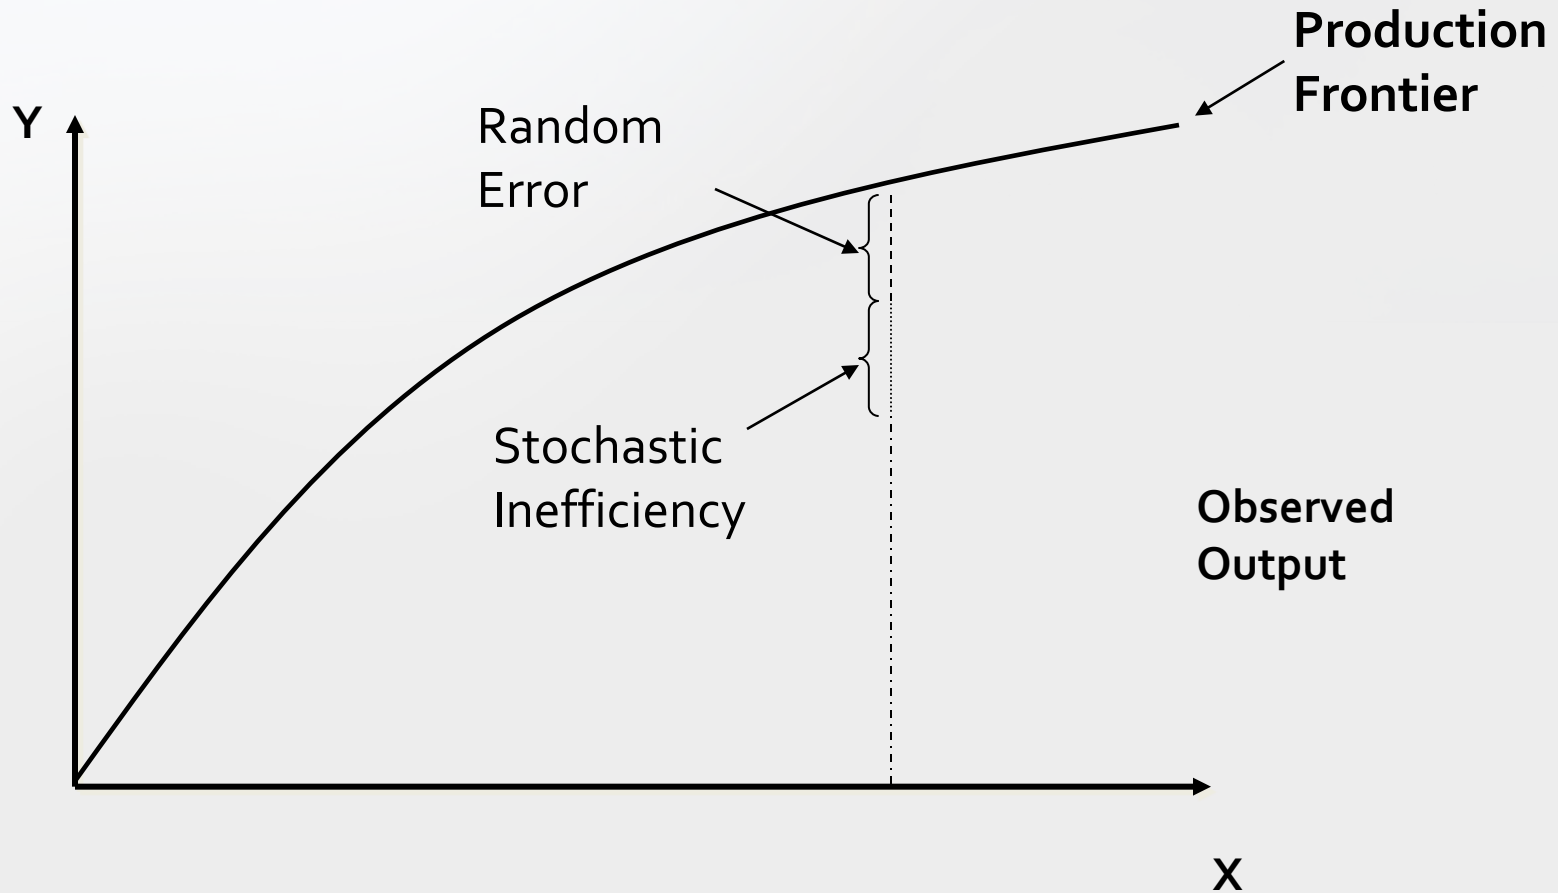 Production
Frontier
Y
Random
Error
Stochastic
Inefficiency
Observed
Output
X